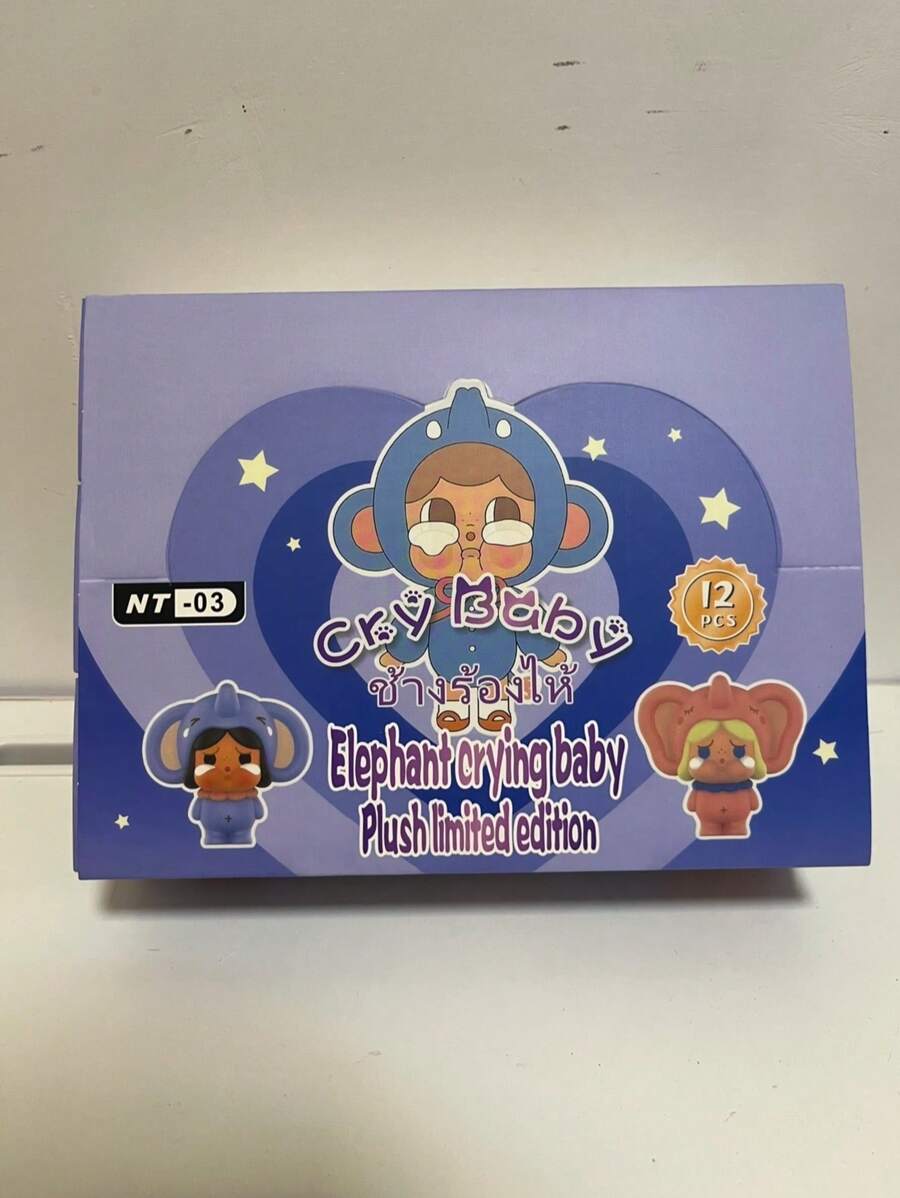 NT -03
12
PCS
Cry Baby
ช้างร้องไห้
Elephant crying baby
Plush limited edition